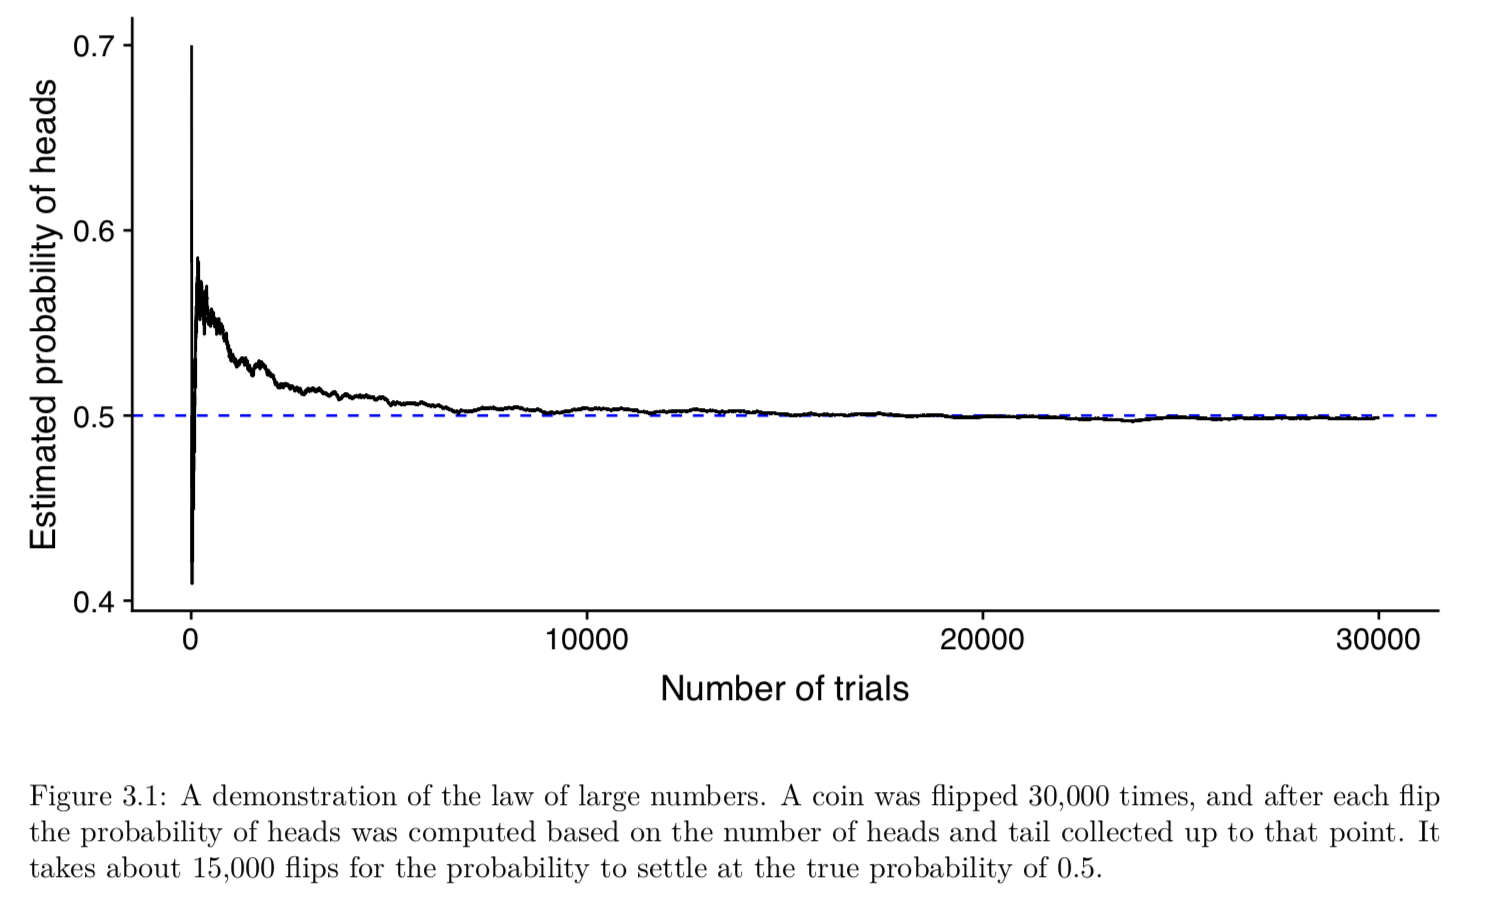 0.7
0.6
0.5
0.4
Estimated probability of heads
0
10000
20000
30000
Number of trials
Figure 3.1: A demonstration of the law of large numbers. A coin was flipped 30,000 times, and after each flip
the probability of heads was computed based on the number of heads and tail collected up to that point. It
takes about 15,000 flips for the probability to settle at the true probability of 0.5.